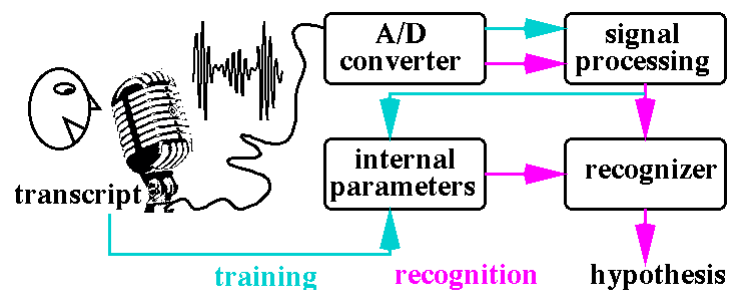 A/D
converter
signal
processing
internal
parameters
recognizer
transcript
training
recognition
hypothesis